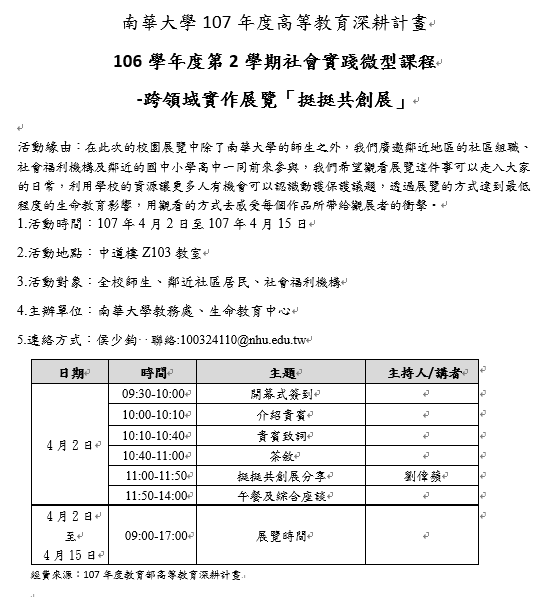 南華大學 107 年度高等教育深耕計畫
106 學年度第 2 學期社會實踐微型課程
-跨領域實作展覽「挺挺共創展」
活動緣由：在此次的校園展覽中除了南華大學的師生之外，我們廣邀鄰近地區的社區組職、
社會福利機構及鄰近的國中小學高中一同前來參與，我們希望觀看展覽這件事可以走入大家
的日常，利用學校的資源讓更多人有機會可以認識動護保護議題，透過展覽的方式達到最低
程度的生命教育影響，用觀看的方式去感受每個作品所帶給觀展者的衝擊。
1.活動時間：107 年 4 月 2 日至 107 年 4 月 15 日
2.活動地點：中道樓 Z103 教室
3.活動對象：全校師生、鄰近社區居民、社會福利機構
4.主辦單位：南華大學教務處、生命教育中心
5.連絡方式：侯少鈞‥聯絡:100324110@nhu.edu.tw
日期 時間 主題 主持人/講者
4 月 2 日
09:30-10:00 開幕式簽到
10:00-10:10 介紹貴賓
10:10-10:40 貴賓致詞
10:40-11:00 茶敘
11:00-11:50 挺挺共創展分享 劉偉蘋
11:50-14:00 午餐及綜合座談
4 月 2 日
至
4 月 15 日
09:00-17:00 展覽時間
經費來源：107 年度教育部高等教育深耕計畫